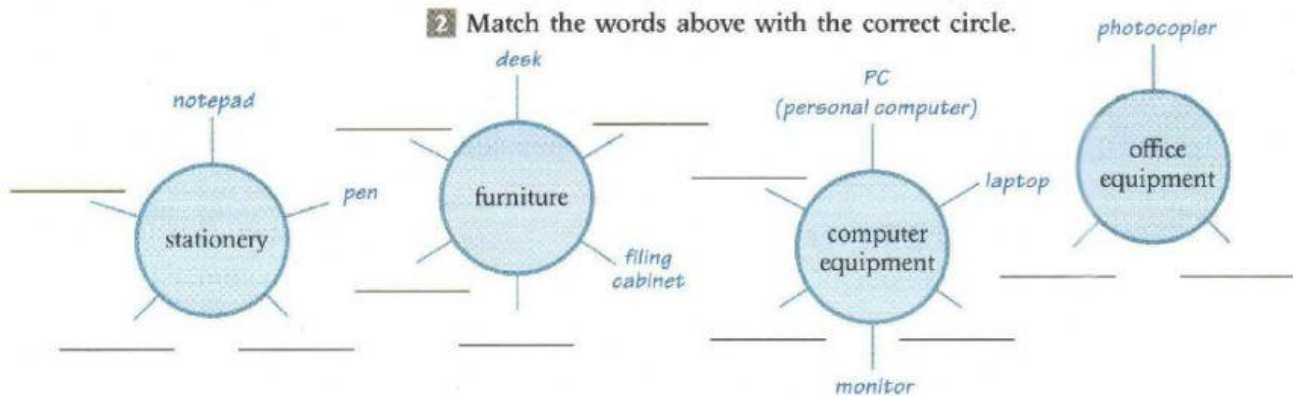 2 Match the words above with the correct circle.
photocopier
desk
PC
(personal computer)
notepad
office
equipment
pen
furniture
laptop
stationery
computer
equipment
filing
cabinet
monitor